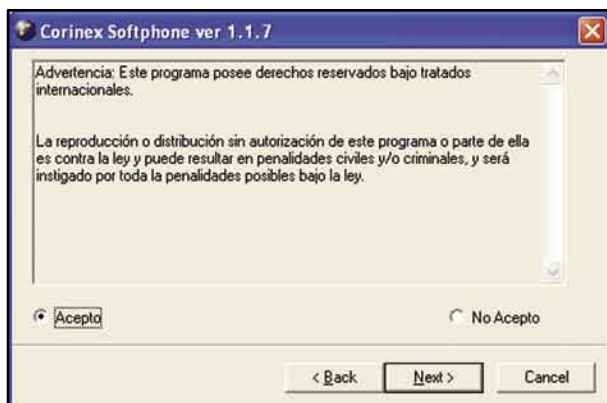 Corinex Softphone ver 1.1.7
Advertencia: Este programa posee derechos reservados bajo tratados
internacionales.
La reproducción o distribución sin autorización de este programa o parte de ella
es contra la ley y puede resultar en penalidades civiles y/o criminales, y será
instigado por toda la penalidades posibles bajo la ley.
Acepto
No Acepto
< Back
Next >
Cancel